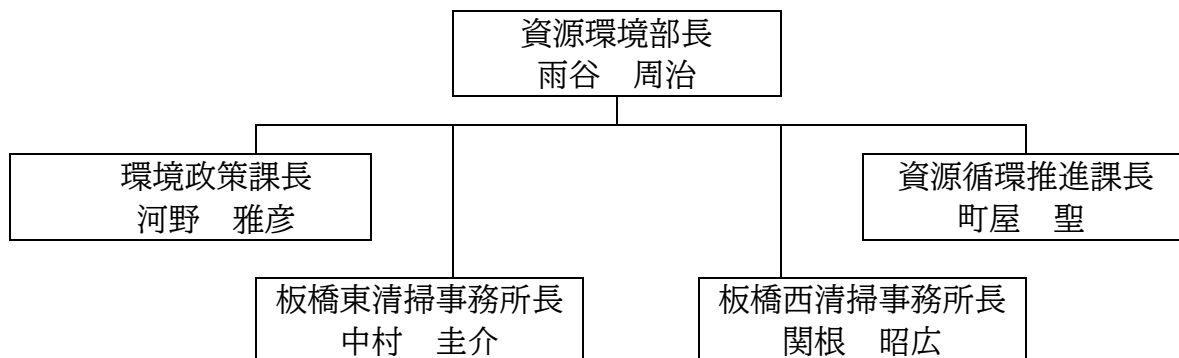 資源環境部長
雨谷　周治
環境政策課長
河野　雅彦
資源循環推進課長
町屋　聖
板橋東清掃事務所長
中村　圭介
板橋西清掃事務所長
関根　昭広